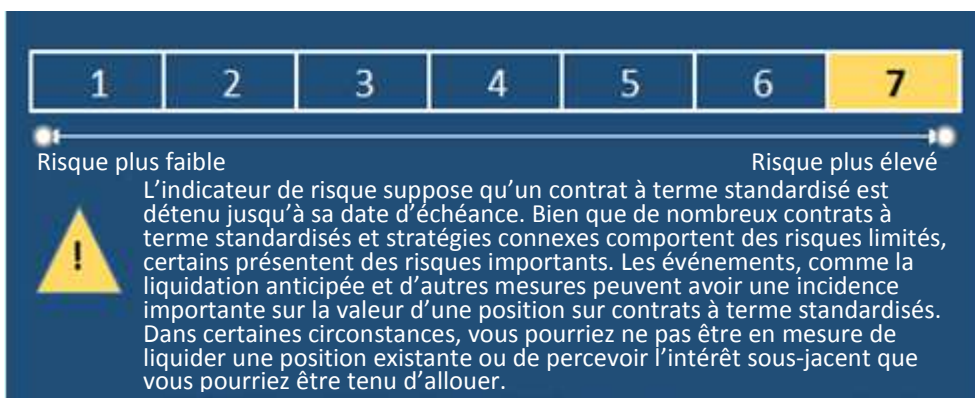 1 2 3 4 5 6 7
Risque plus faible Risque plus élevé
L’indicateur de risque suppose qu’un contrat à terme standardisé est
détenu jusqu’à sa date d’échéance. Bien que de nombreux contrats à
terme standardisés et stratégies connexes comportent des risques limités,
certains présentent des risques importants. Les événements, comme la
liquidation anticipée et d’autres mesures peuvent avoir une incidence
importante sur la valeur d’une position sur contrats à terme standardisés.
Dans certaines circonstances, vous pourriez ne pas être en mesure de
liquider une position existante ou de percevoir l’intérêt sous-jacent que
vous pourriez être tenu d’allouer.
!